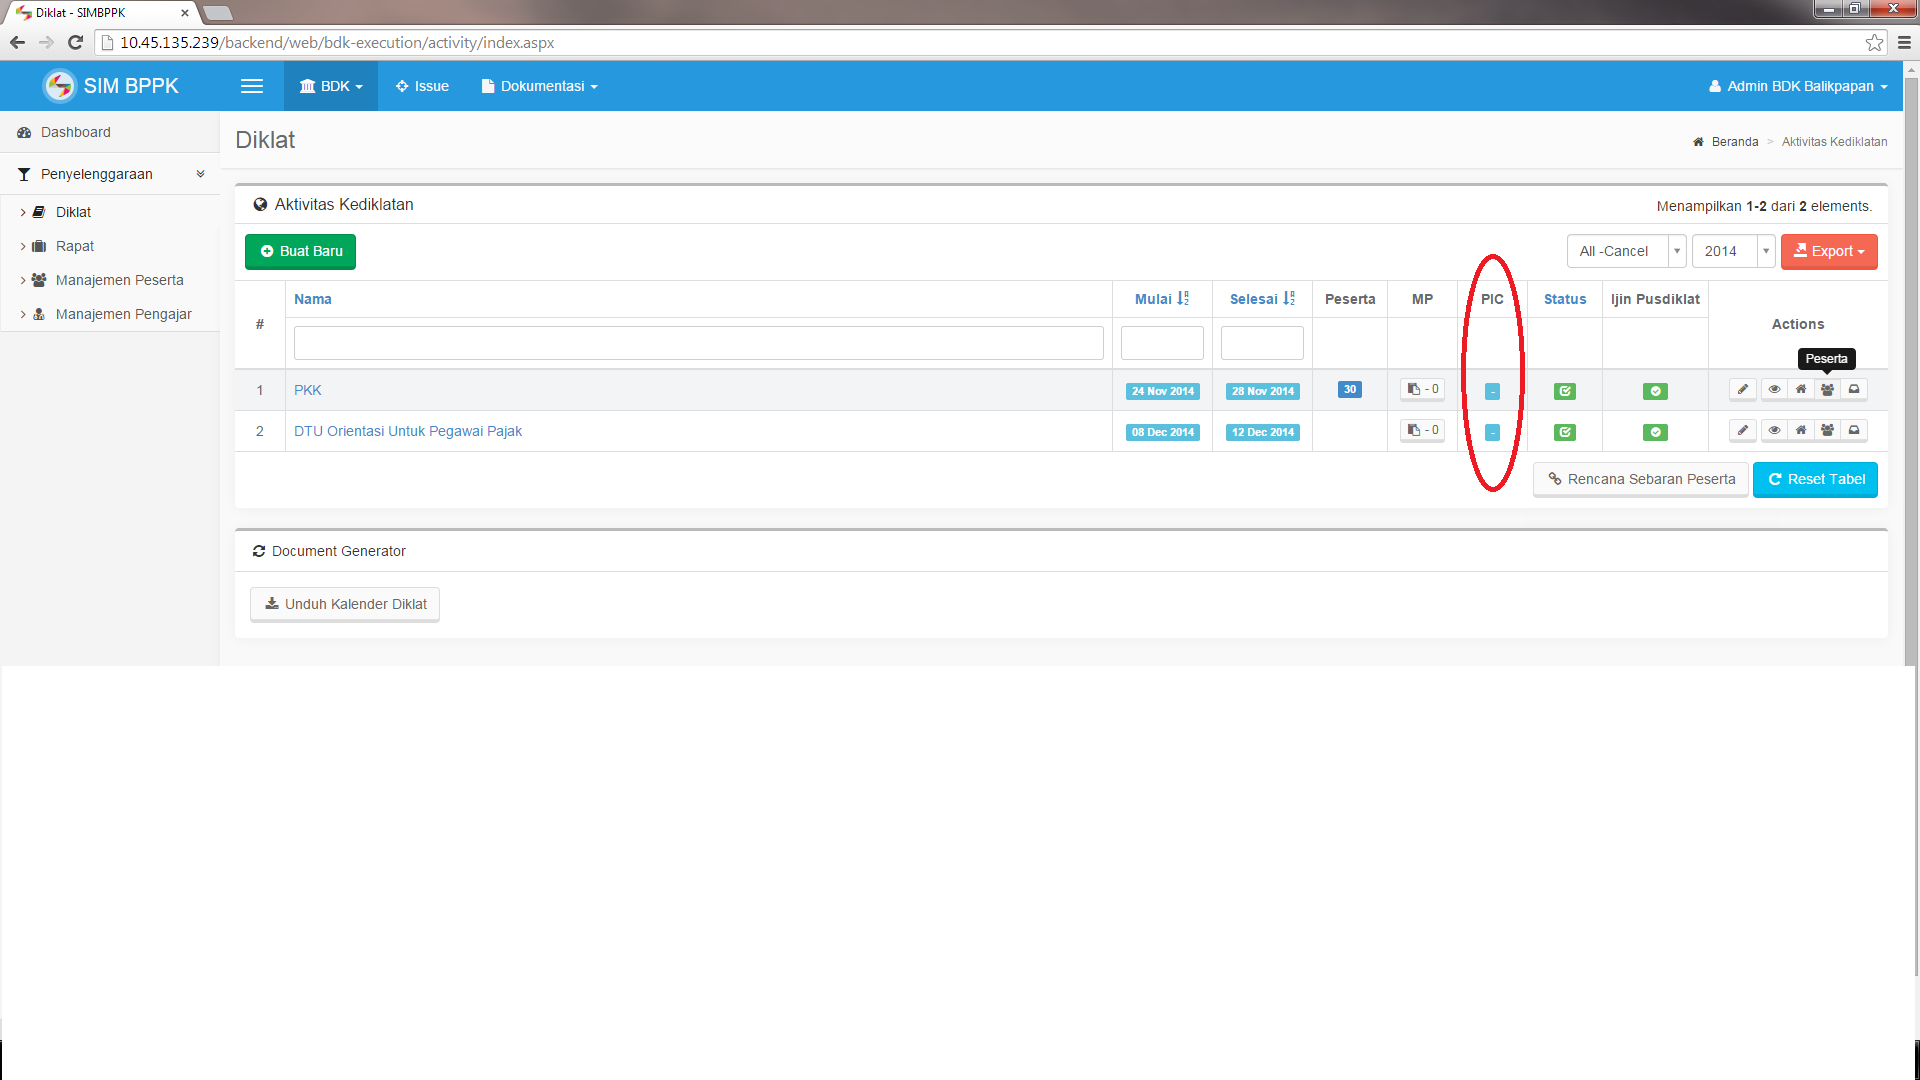 Diklat - SIMBPPK
10.45.135.239/backend/web/bdk-execution/activity/index.aspx
SIM BPPK
BDK
Issue
Dokumentasi
Admin BDK Balikpapan
Dashboard
Penyelenggaraan
Diklat
Rapat
Manajemen Peserta
Manajemen Pengajar
Diklat
Beranda > Aktivitas Kediklatan
Aktivitas Kediklatan
Menampilkan 1-2 dari 2 elements.
Buat Baru
All -Cancel
2014
Export
# Nama Mulai Selesai Peserta MP PIC Status Ijin Pusdiklat Actions
Peserta
1 PKK 24 Nov 2014 28 Nov 2014 30 - 0 -
2 DTU Orientasi Untuk Pegawai Pajak 08 Dec 2014 12 Dec 2014 - 0 -
Rencana Sebaran Peserta
Reset Tabel
Document Generator
Unduh Kalender Diklat